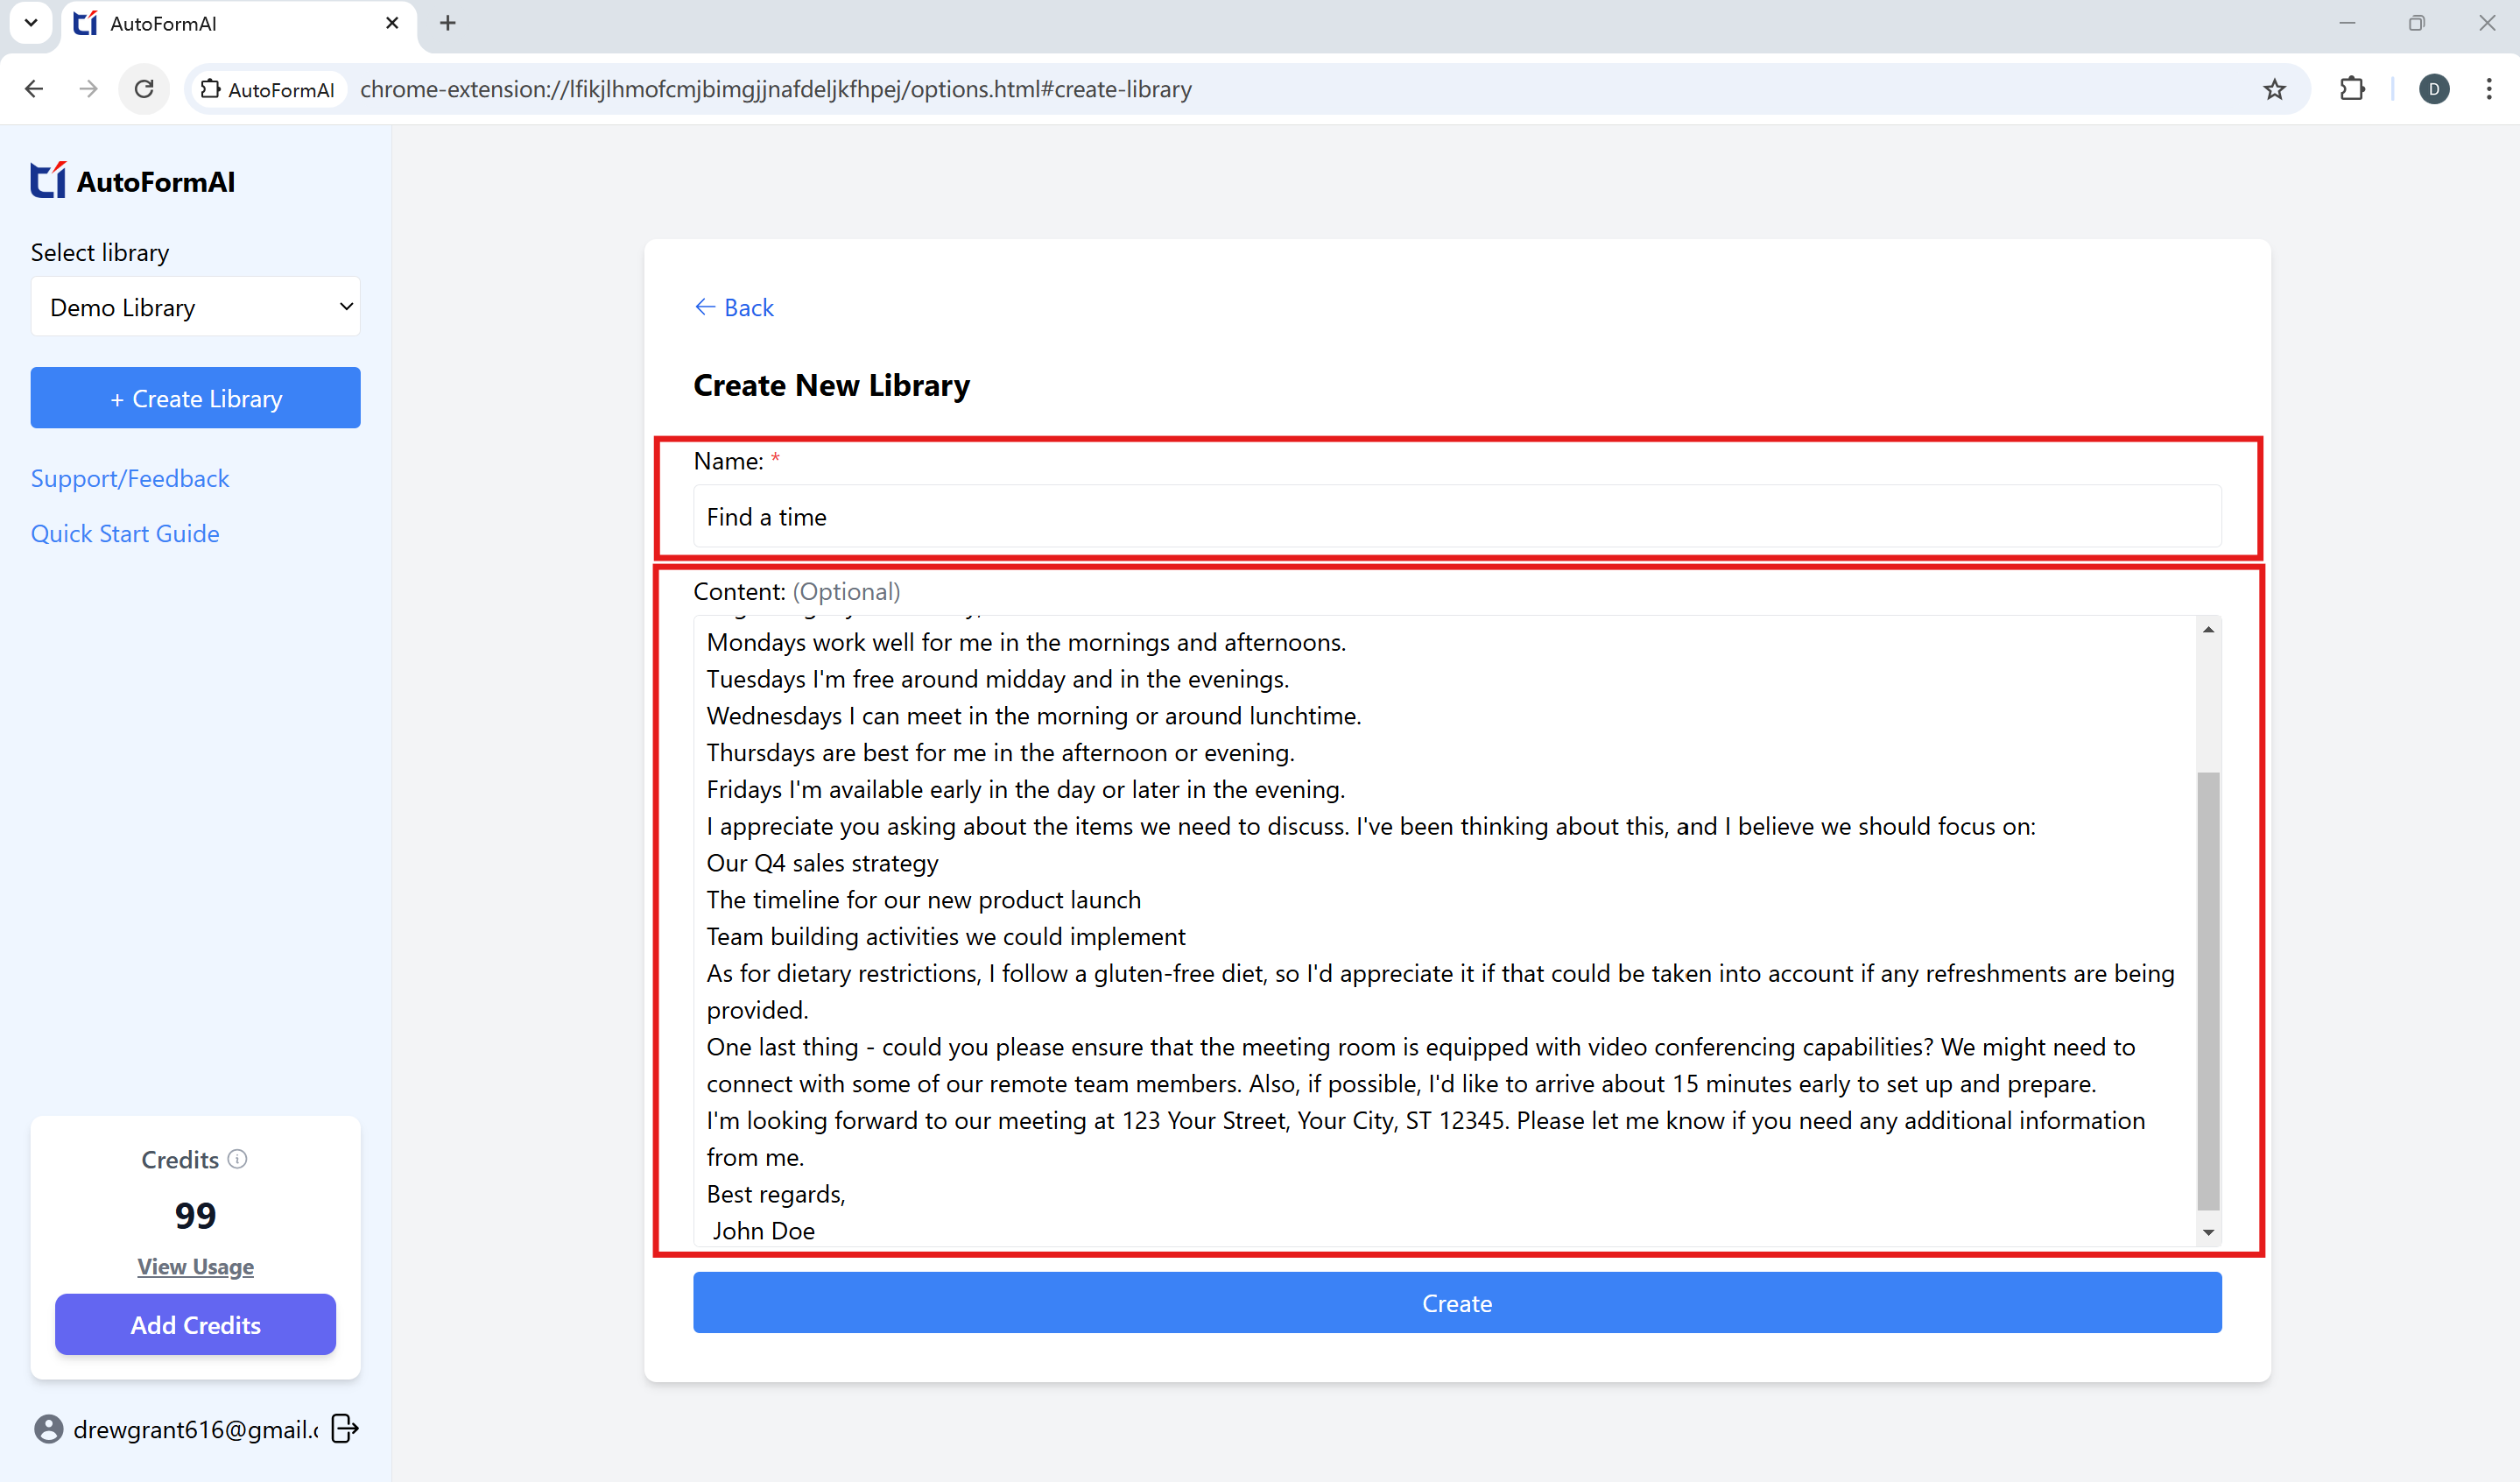 AutoFormAI
AutoFormAI
chrome-extension://lfikjlhmofcmjbimgjjnafdeljkfhpej/options.html#create-library
D
AutoFormAI
Select library
Demo Library
+ Create Library
Support/Feedback
Quick Start Guide
Credits
99
View Usage
Add Credits
drewgrant616@gmail.c
Back
Create New Library
Name: *
Find a time
Content: (Optional)
Mondays work well for me in the mornings and afternoons.
Tuesdays I'm free around midday and in the evenings.
Wednesdays I can meet in the morning or around lunchtime.
Thursdays are best for me in the afternoon or evening.
Fridays I'm available early in the day or later in the evening.
I appreciate you asking about the items we need to discuss. I've been thinking about this, and I believe we should focus on:
Our Q4 sales strategy
The timeline for our new product launch
Team building activities we could implement
As for dietary restrictions, I follow a gluten-free diet, so I'd appreciate it if that could be taken into account if any refreshments are being
provided.
One last thing - could you please ensure that the meeting room is equipped with video conferencing capabilities? We might need to
connect with some of our remote team members. Also, if possible, I'd like to arrive about 15 minutes early to set up and prepare.
I'm looking forward to our meeting at 123 Your Street, Your City, ST 12345. Please let me know if you need any additional information
from me.
Best regards,
John Doe
Create